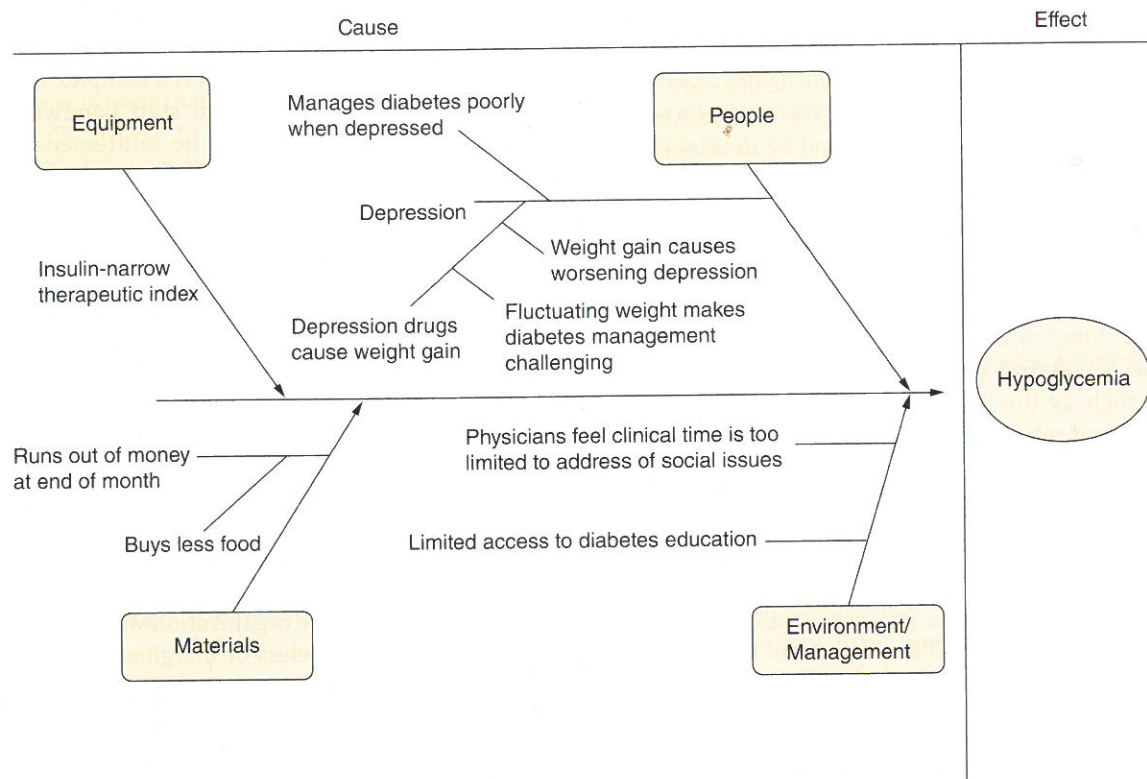 Cause
Effect
Equipment
Manages diabetes poorly
when depressed
People
Depression
Weight gain causes
worsening depression
Insulin-narrow
therapeutic index
Depression drugs
cause weight gain
Fluctuating weight makes
diabetes management
challenging
Hypoglycemia
Runs out of money
at end of month
Physicians feel clinical time is too
limited to address of social issues
Buys less food
Limited access to diabetes education
Materials
Environment/
Management